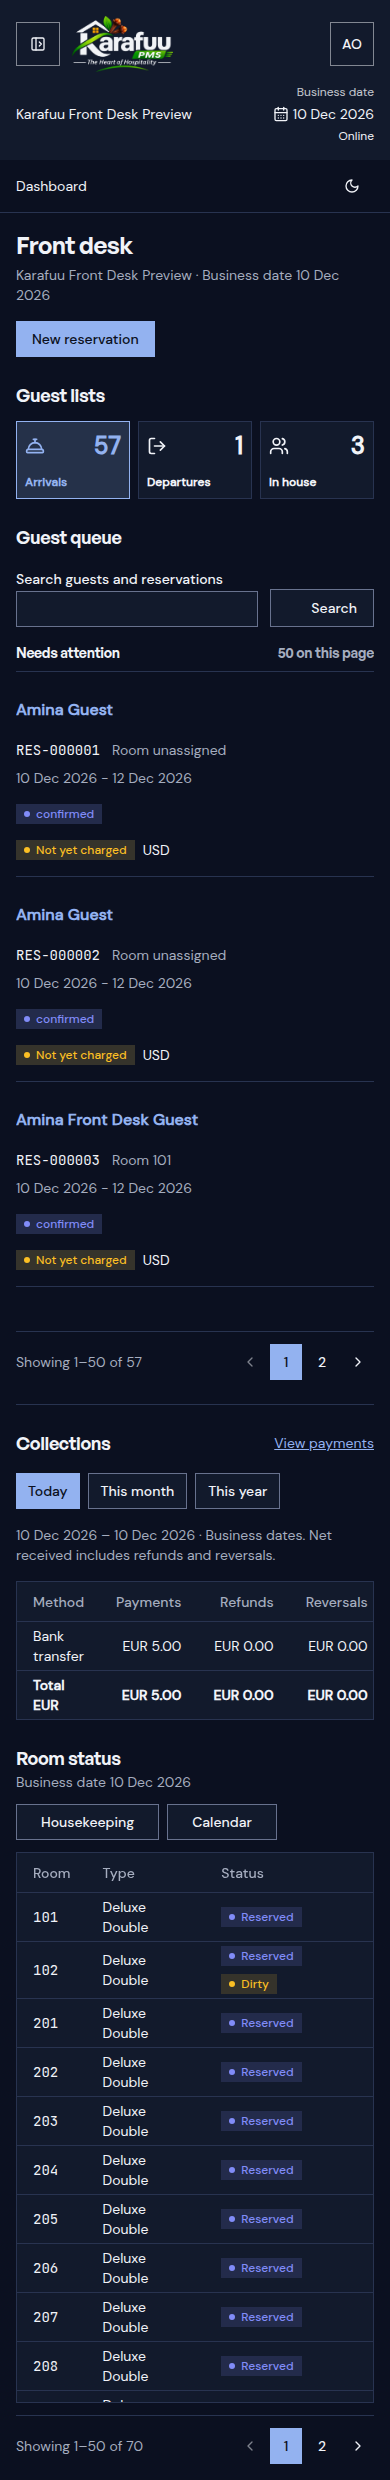 Karafuu
PMS
The Heart of Hospitality
AO
Business date
Karafuu Front Desk Preview
10 Dec 2026
Online
Dashboard
Front desk
Karafuu Front Desk Preview · Business date 10 Dec
2026
New reservation
Guest lists
57
Arrivals
1
Departures
3
In house
Guest queue
Search guests and reservations
Search
Needs attention
50 on this page
Amina Guest
RES-000001 Room unassigned
10 Dec 2026 - 12 Dec 2026
confirmed
Not yet charged USD
Amina Guest
RES-000002 Room unassigned
10 Dec 2026 - 12 Dec 2026
confirmed
Not yet charged USD
Amina Front Desk Guest
RES-000003 Room 101
10 Dec 2026 - 12 Dec 2026
confirmed
Not yet charged USD
Showing 1–50 of 57
1 2
Collections
View payments
Today This month This year
10 Dec 2026 – 10 Dec 2026 · Business dates. Net
received includes refunds and reversals.
Method Payments Refunds Reversals
Bank
transfer
EUR 5.00 EUR 0.00 EUR 0.00
Total
EUR
EUR 5.00 EUR 0.00 EUR 0.00
Room status
Business date 10 Dec 2026
Housekeeping Calendar
Room Type Status
101 Deluxe
Double
Reserved
102 Deluxe
Double
Reserved
Dirty
201 Deluxe
Double
Reserved
202 Deluxe
Double
Reserved
203 Deluxe
Double
Reserved
204 Deluxe
Double
Reserved
205 Deluxe
Double
Reserved
206 Deluxe
Double
Reserved
207 Deluxe
Double
Reserved
208 Deluxe
Double
Reserved
Showing 1–50 of 70
1 2